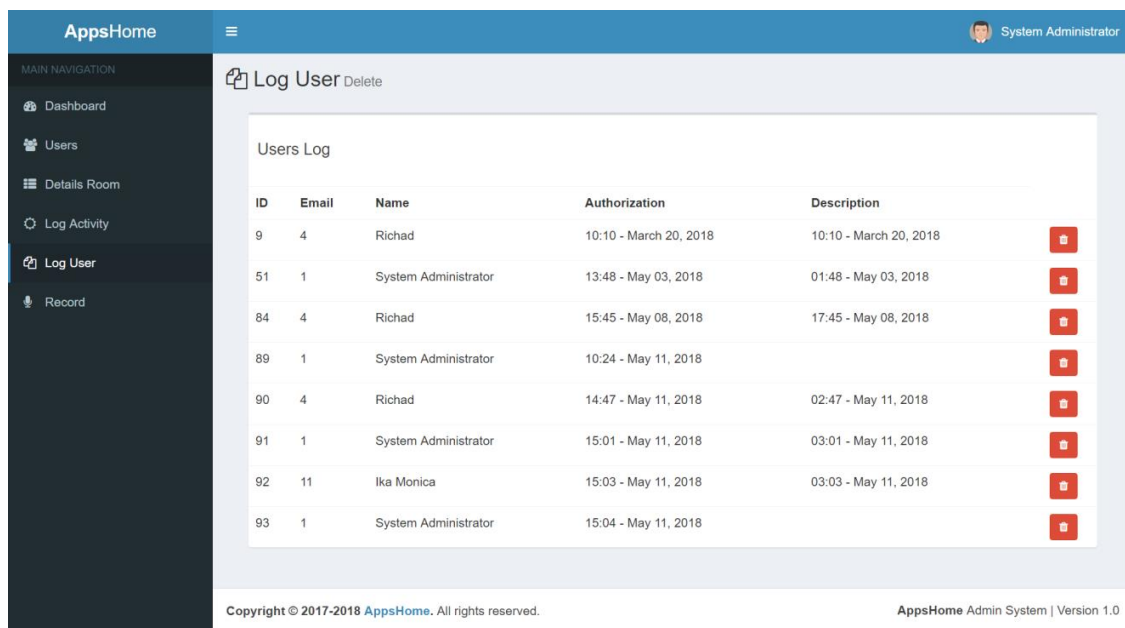 AppsHome
System Administrator
MAIN NAVIGATION
Dashboard
Users
Details Room
Log Activity
Log User
Record
Log User Delete
Users Log
ID Email Name Authorization Description
9 4 Richad 10:10 - March 20, 2018 10:10 - March 20, 2018
51 1 System Administrator 13:48 - May 03, 2018 01:48 - May 03, 2018
84 4 Richad 15:45 - May 08, 2018 17:45 - May 08, 2018
89 1 System Administrator 10:24 - May 11, 2018
90 4 Richad 14:47 - May 11, 2018 02:47 - May 11, 2018
91 1 System Administrator 15:01 - May 11, 2018 03:01 - May 11, 2018
92 11 Ika Monica 15:03 - May 11, 2018 03:03 - May 11, 2018
93 1 System Administrator 15:04 - May 11, 2018
Copyright © 2017-2018 AppsHome. All rights reserved. AppsHome Admin System | Version 1.0